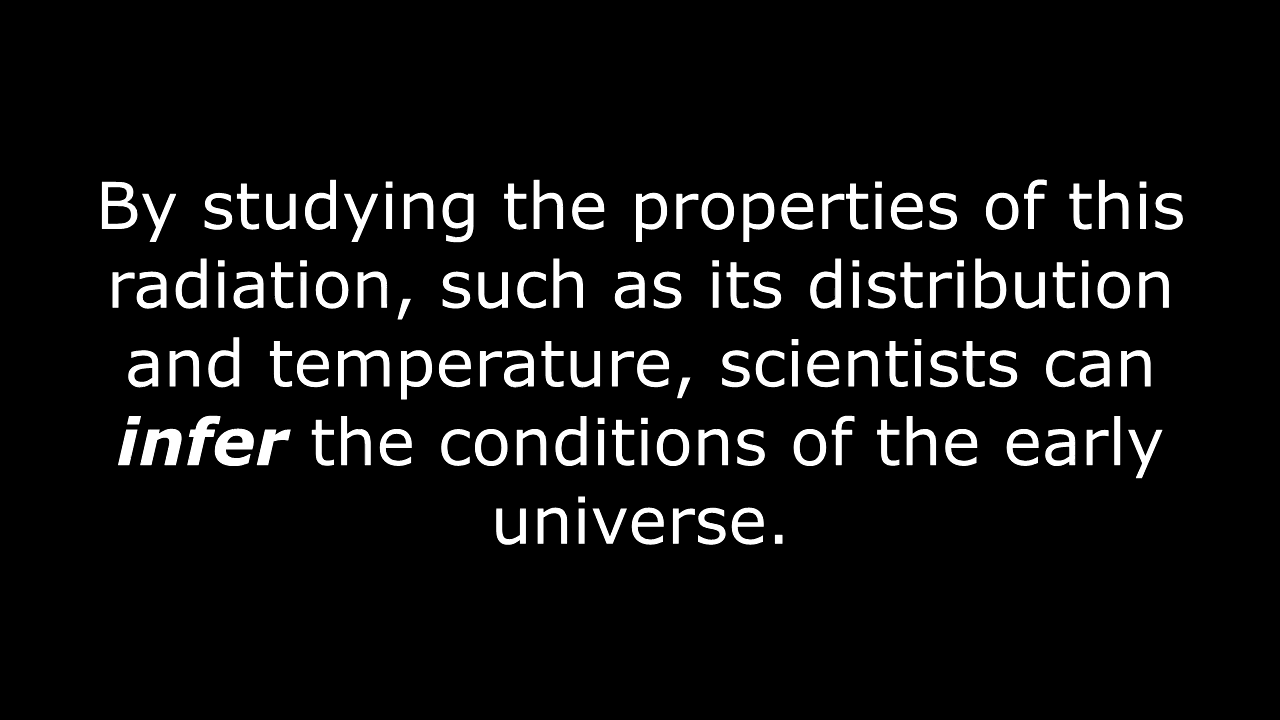 By studying the properties of this
radiation, such as its distribution
and temperature, scientists can
infer the conditions of the early
universe.